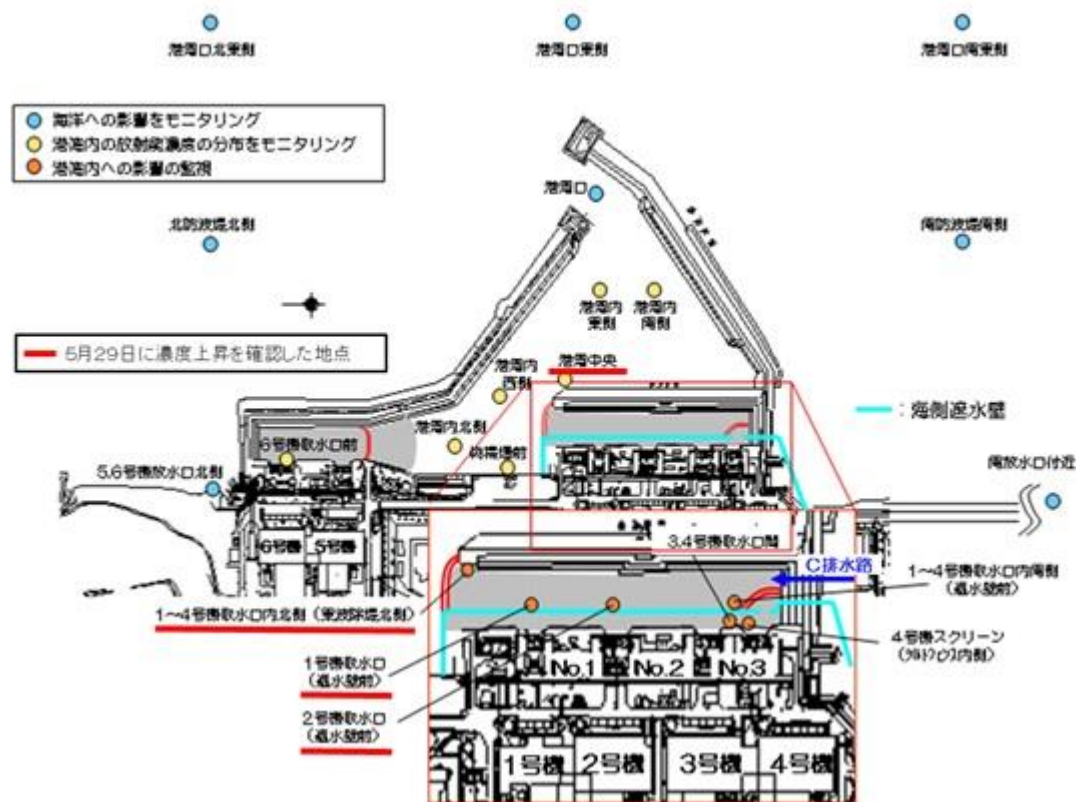 港湾口北東側
港湾口東側
港湾口南東側
海洋への影響をモニタリング
港湾内の放射能濃度の分布をモニタリング
港湾内への影響の監視
港湾口
北防波堤北側
南防波堤南側
港湾内
東側
港湾内
南側
5月29日に濃度上昇を確認した地点
港湾中央
港湾内
西側
:海側遮水壁
港湾内北側
6号機取水口前
物揚場前
5,6号機放水口北側
南放水口付近
6号機
5号機
3,4号機取水口間
C排水路
1~4号機取水口内南側
(遮水壁前)
1~4号機取水口内北側(東波除堤北側)
4号機スクリーン
1号機取水口
(遮水壁前)
No.1
No.2
No.3
2号機取水口
(遮水壁前)
1号機
2号機
3号機
4号機